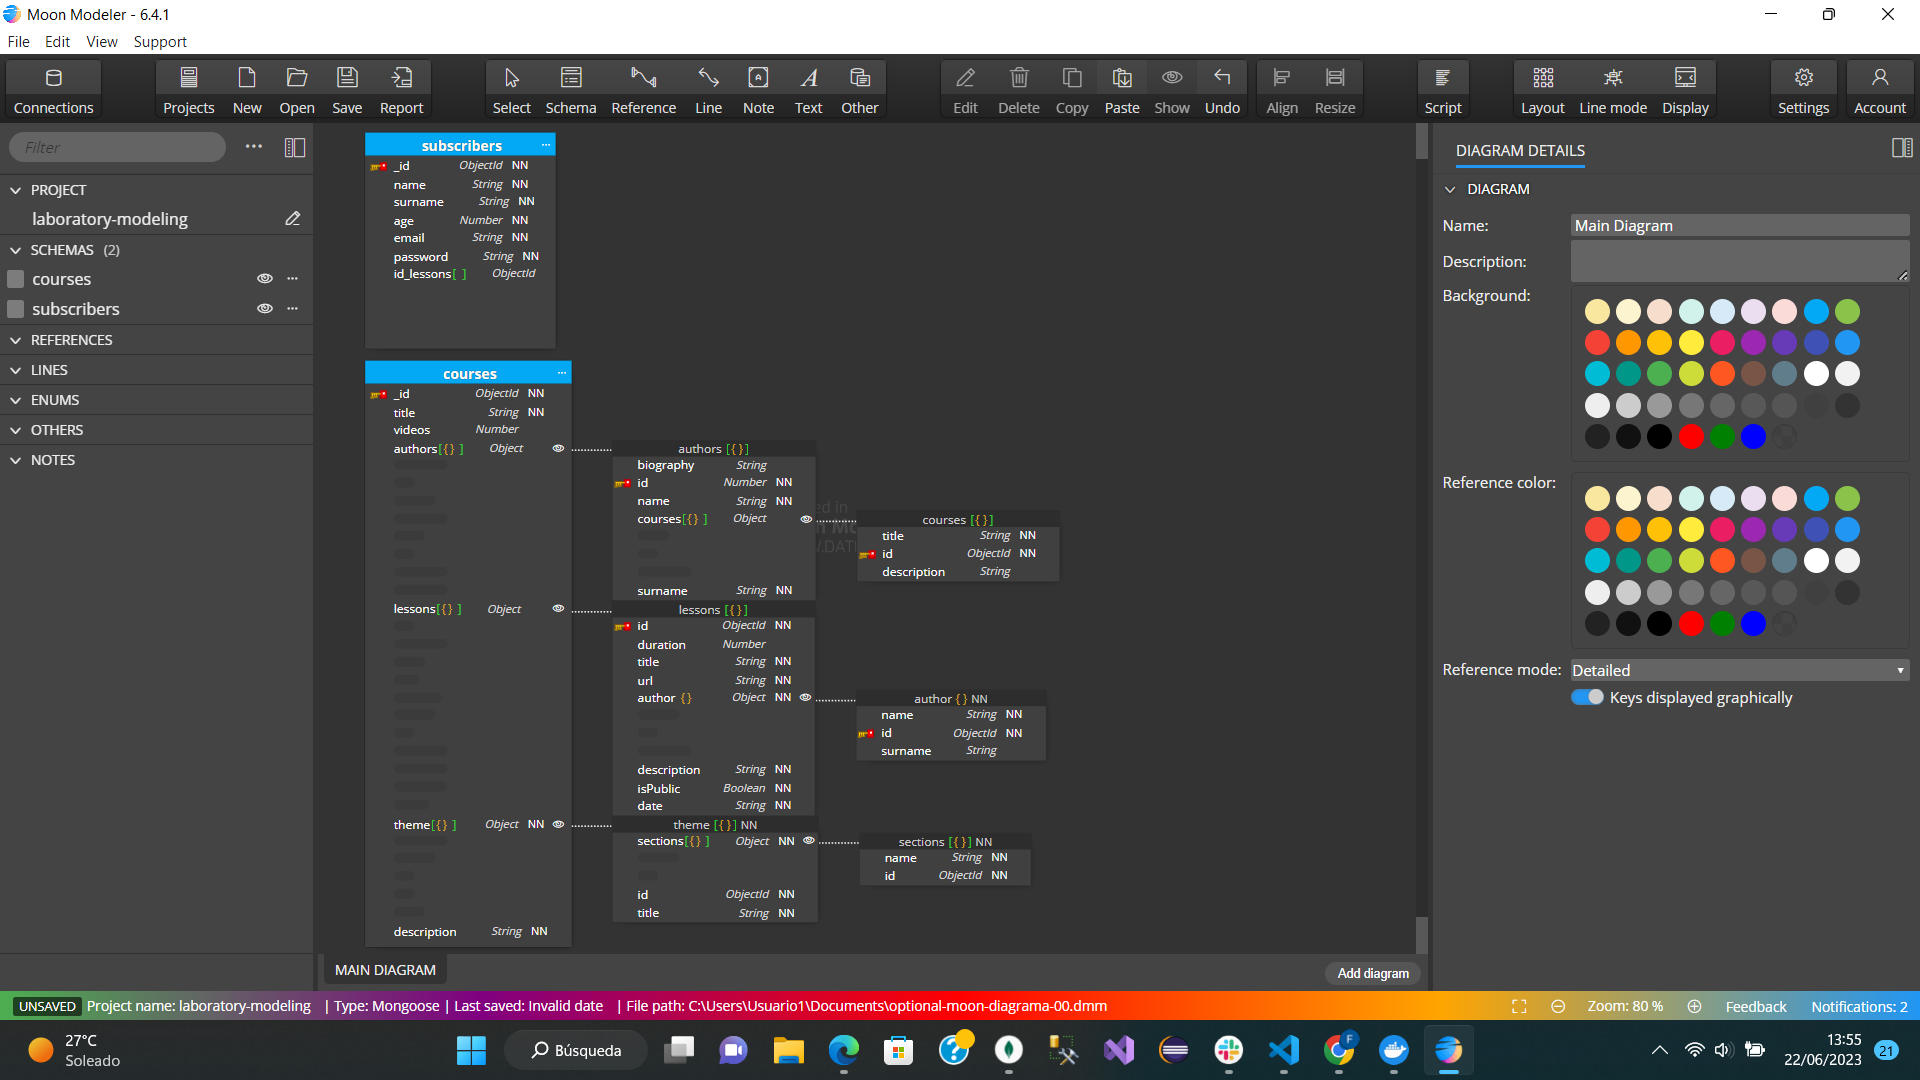 Moon Modeler - 6.4.1
File Edit View Support
Connections Projects New Open Save Report Select Schema Reference Line Note Text Other Edit Delete Copy Paste Show Undo Align Resize Script Layout Line mode Display Settings Account
Filter
PROJECT
laboratory-modeling
SCHEMAS (2)
courses
subscribers
REFERENCES
LINES
ENUMS
OTHERS
NOTES
subscribers
_id ObjectId NN
name String NN
surname String NN
age Number NN
email String NN
password String NN
id_lessons[ ] ObjectId
courses
_id ObjectId NN
title String NN
videos Number
authors[{} ] Object
lessons[{} ] Object
theme[{} ] Object NN
description String NN
authors [{}]
biography String
id Number NN
name String NN
courses[{} ] Object
surname String NN
courses [{}]
title String NN
id ObjectId NN
description String
lessons [{}]
id ObjectId NN
duration Number
title String NN
url String NN
author {} Object NN
description String NN
isPublic Boolean NN
date String NN
author {} NN
name String NN
id ObjectId NN
surname String
theme [{}] NN
sections[{} ] Object NN
id ObjectId NN
title String NN
sections [{}] NN
name String NN
id ObjectId NN
MAIN DIAGRAM
Add diagram
DIAGRAM DETAILS
DIAGRAM
Name: Main Diagram
Description:
Background:
Reference color:
Reference mode: Detailed
Keys displayed graphically
UNSAVED Project name: laboratory-modeling | Type: Mongoose | Last saved: Invalid date | File path: C:\Users\Usuario1\Documents\optional-moon-diagrama-00.dmm Zoom: 80 % Feedback Notifications: 2
27°C
Soleado
Búsqueda
F
13:55
22/06/2023
21